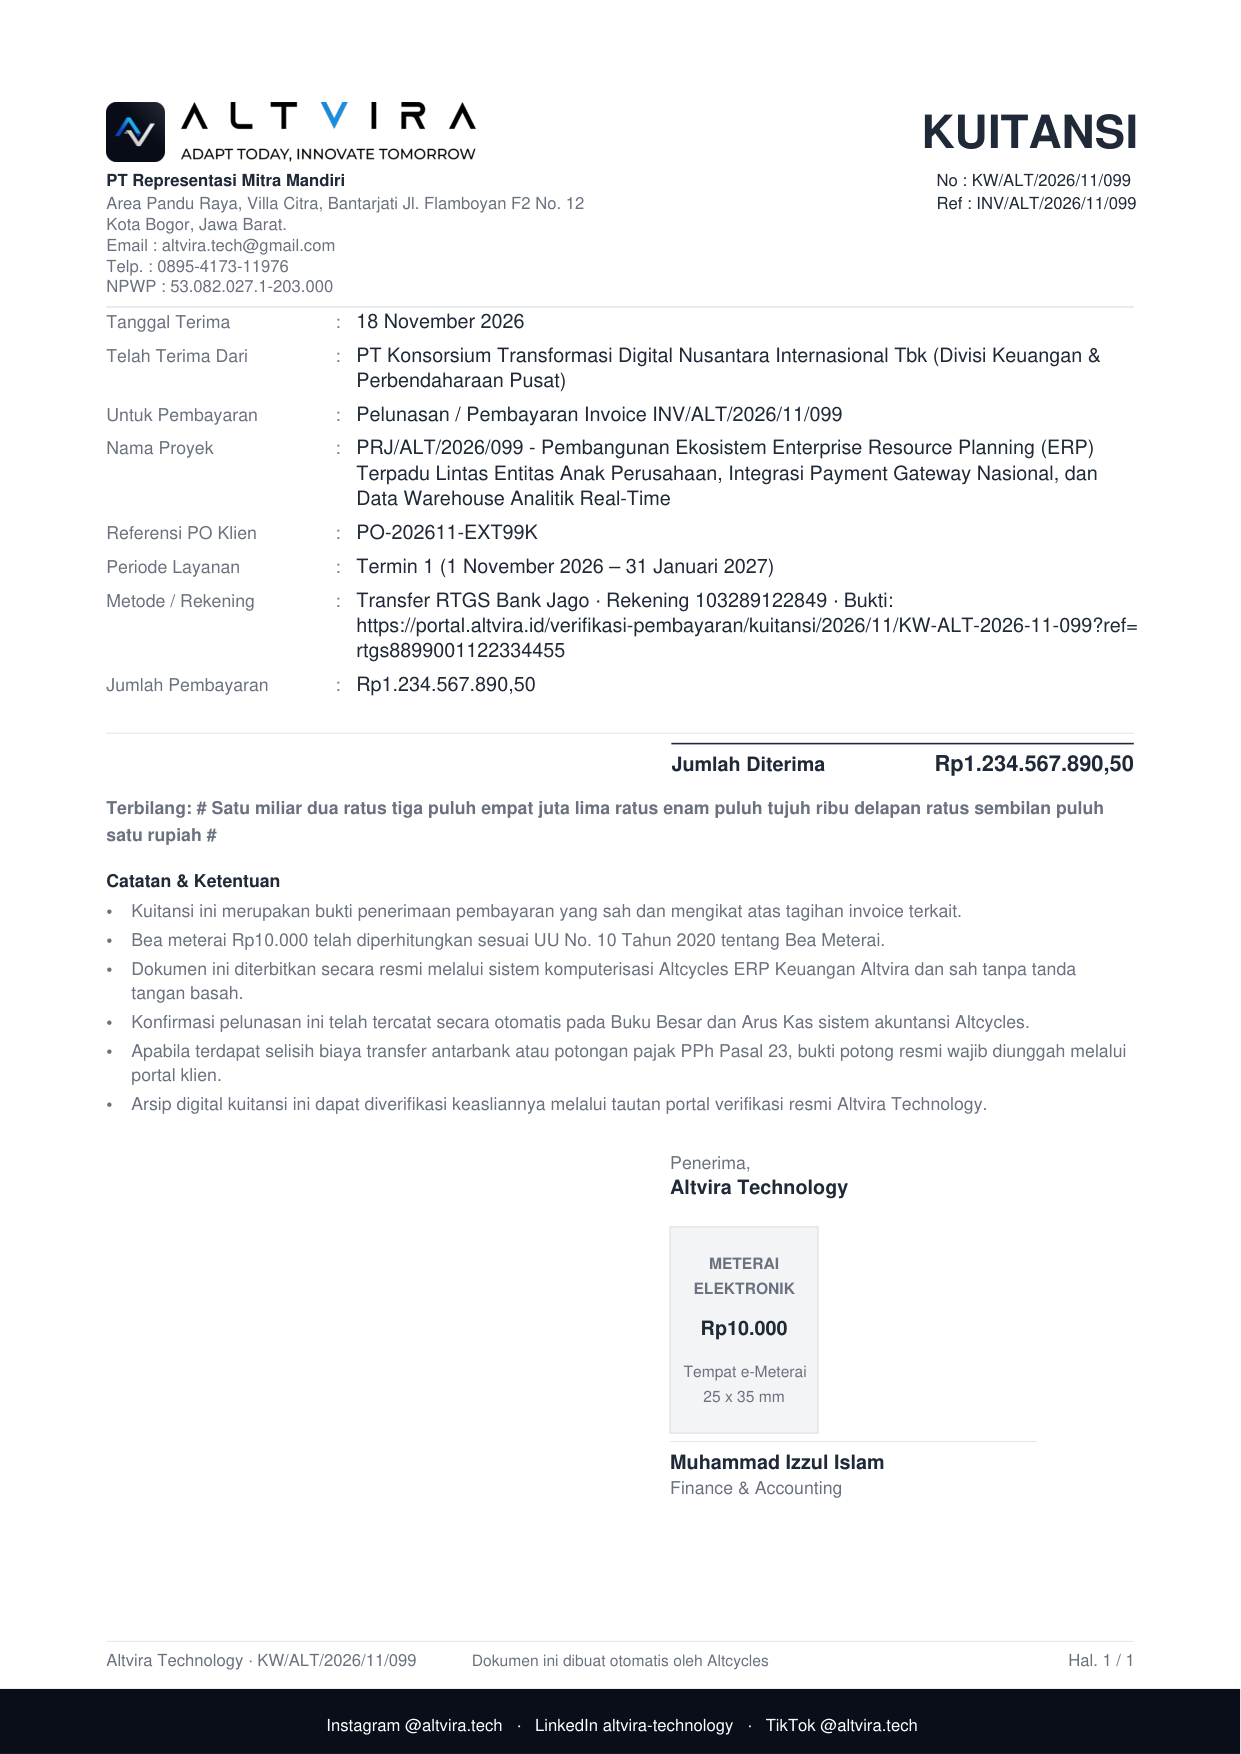 ALTVIRA
ADAPT TODAY, INNOVATE TOMORROW
KUITANSI
PT Representasi Mitra Mandiri
No : KW/ALT/2026/11/099
Area Pandu Raya, Villa Citra, Bantarjati Jl. Flamboyan F2 No. 12
Ref : INV/ALT/2026/11/099
Kota Bogor, Jawa Barat.
Email : altvira.tech@gmail.com
Telp. : 0895-4173-11976
NPWP : 53.082.027.1-203.000
Tanggal Terima : 18 November 2026
Telah Terima Dari : PT Konsorsium Transformasi Digital Nusantara Internasional Tbk (Divisi Keuangan &
Perbendaharaan Pusat)
Untuk Pembayaran : Pelunasan / Pembayaran Invoice INV/ALT/2026/11/099
Nama Proyek : PRJ/ALT/2026/099 - Pembangunan Ekosistem Enterprise Resource Planning (ERP)
Terpadu Lintas Entitas Anak Perusahaan, Integrasi Payment Gateway Nasional, dan
Data Warehouse Analitik Real-Time
Referensi PO Klien : PO-202611-EXT99K
Periode Layanan : Termin 1 (1 November 2026 – 31 Januari 2027)
Metode / Rekening : Transfer RTGS Bank Jago · Rekening 103289122849 · Bukti:
https://portal.altvira.id/verifikasi-pembayaran/kuitansi/2026/11/KW-ALT-2026-11-099?ref=
rtgs8899001122334455
Jumlah Pembayaran : Rp1.234.567.890,50
Jumlah Diterima Rp1.234.567.890,50
Terbilang: # Satu miliar dua ratus tiga puluh empat juta lima ratus enam puluh tujuh ribu delapan ratus sembilan puluh
satu rupiah #
Catatan & Ketentuan
• Kuitansi ini merupakan bukti penerimaan pembayaran yang sah dan mengikat atas tagihan invoice terkait.
• Bea meterai Rp10.000 telah diperhitungkan sesuai UU No. 10 Tahun 2020 tentang Bea Meterai.
• Dokumen ini diterbitkan secara resmi melalui sistem komputerisasi Altcycles ERP Keuangan Altvira dan sah tanpa tanda
tangan basah.
• Konfirmasi pelunasan ini telah tercatat secara otomatis pada Buku Besar dan Arus Kas sistem akuntansi Altcycles.
• Apabila terdapat selisih biaya transfer antarbank atau potongan pajak PPh Pasal 23, bukti potong resmi wajib diunggah melalui
portal klien.
• Arsip digital kuitansi ini dapat diverifikasi keasliannya melalui tautan portal verifikasi resmi Altvira Technology.
Penerima,
Altvira Technology
METERAI
ELEKTRONIK
Rp10.000
Tempat e-Meterai
25 x 35 mm
Muhammad Izzul Islam
Finance & Accounting
Altvira Technology · KW/ALT/2026/11/099 Dokumen ini dibuat otomatis oleh Altcycles Hal. 1 / 1
Instagram @altvira.tech · LinkedIn altvira-technology · TikTok @altvira.tech